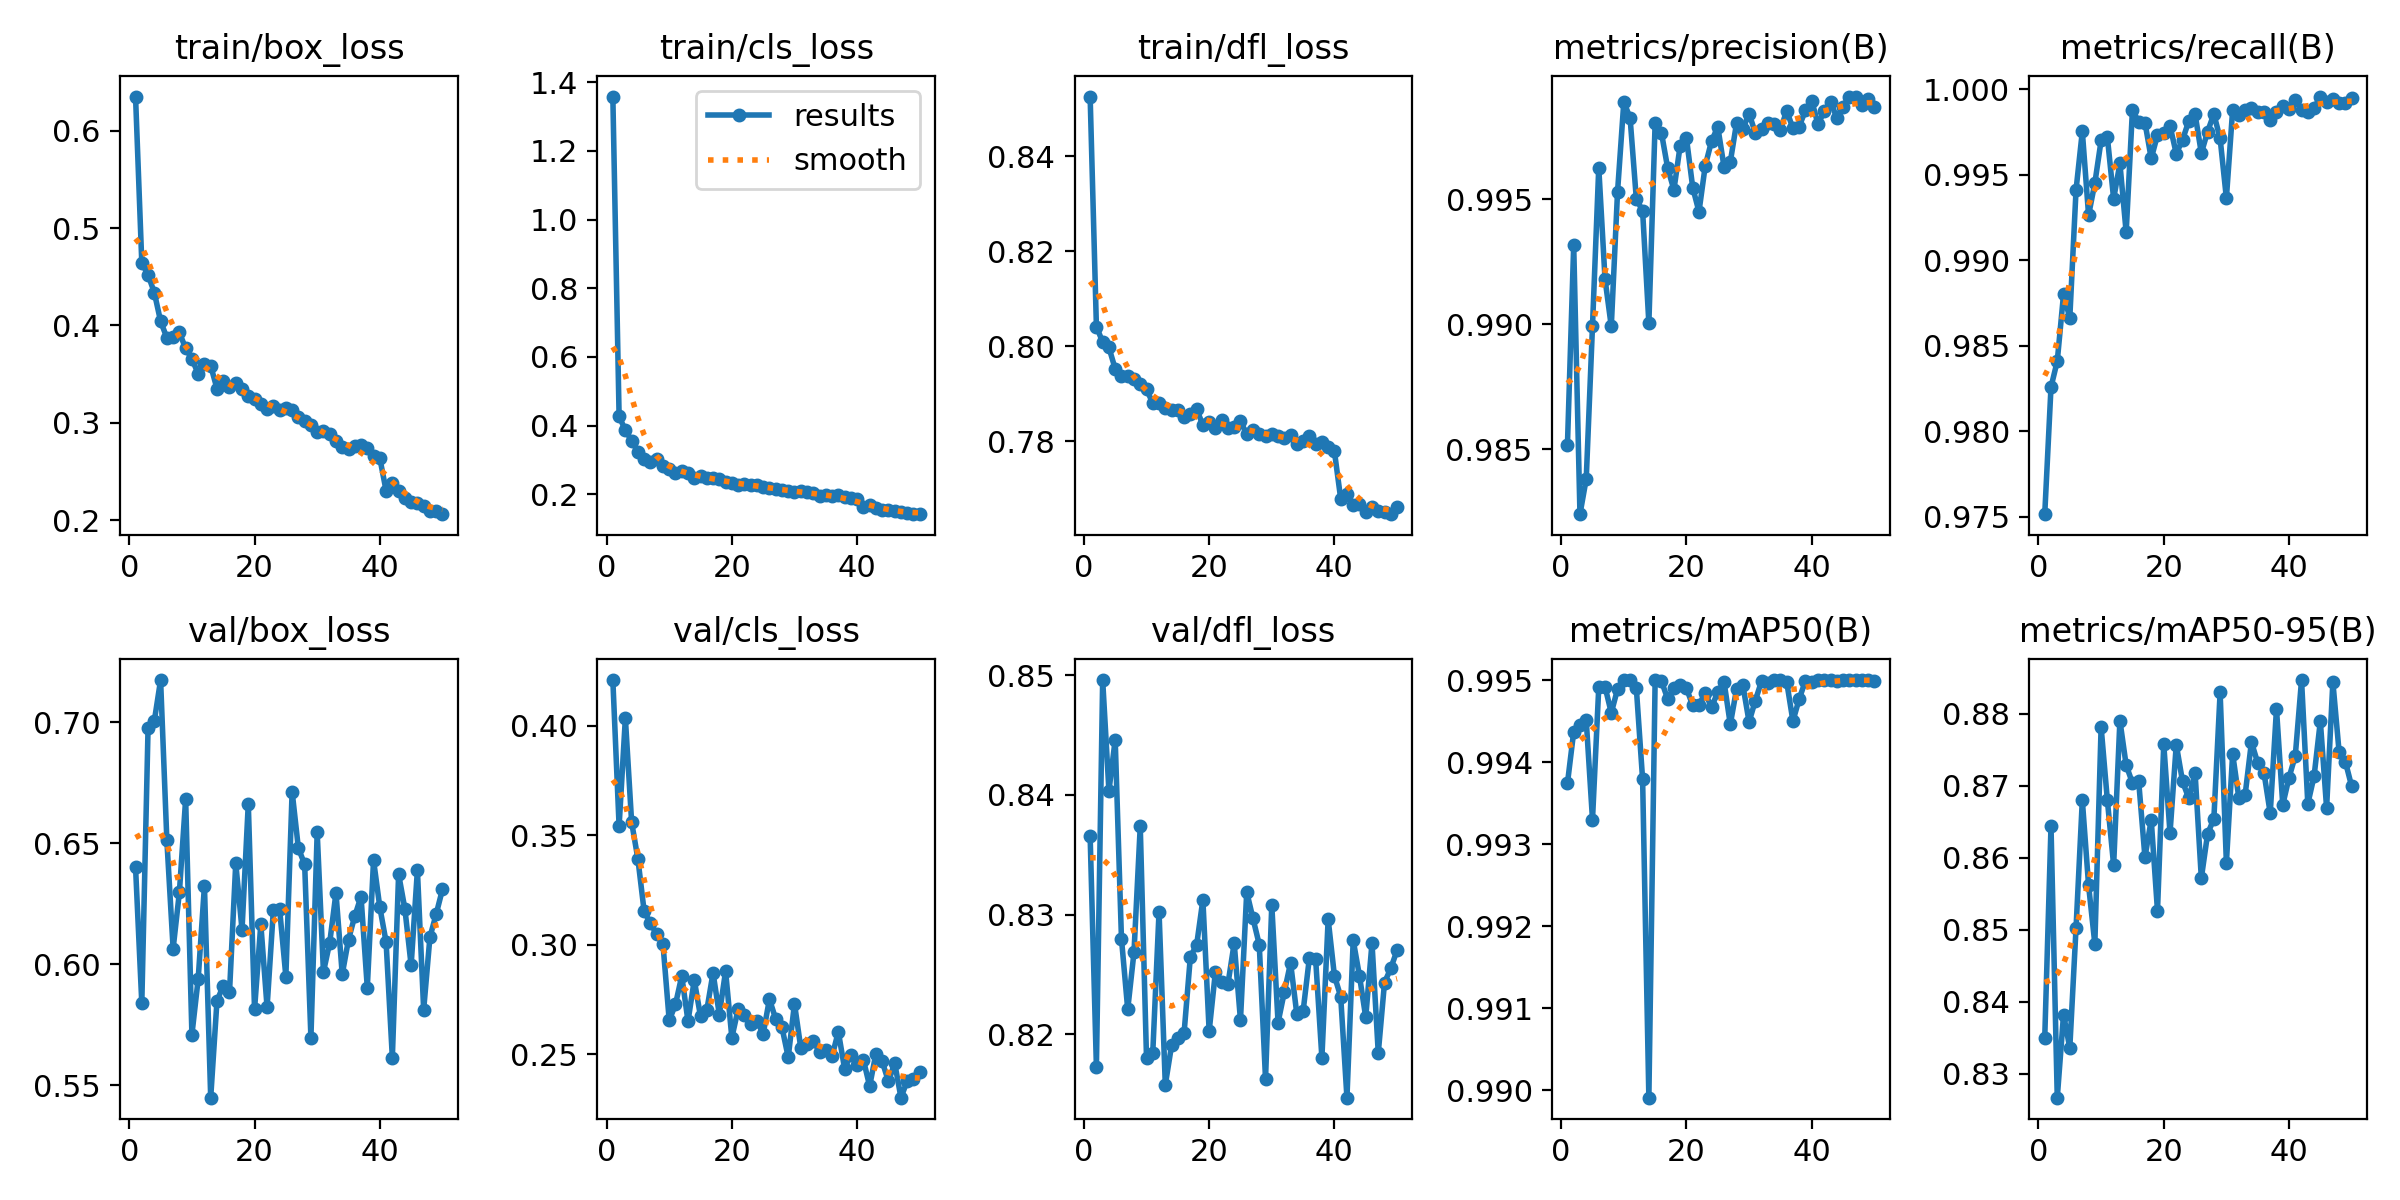 train/box_loss
0.6
0.5
0.4
0.3
0.2
0 20 40
train/cls_loss
1.4
1.2
1.0
0.8
0.6
0.4
0.2
0 20 40
results
smooth
train/dfl_loss
0.84
0.82
0.80
0.78
0 20 40
metrics/precision(B)
0.995
0.990
0.985
0 20 40
metrics/recall(B)
1.000
0.995
0.990
0.985
0.980
0.975
0 20 40
val/box_loss
0.70
0.65
0.60
0.55
0 20 40
val/cls_loss
0.40
0.35
0.30
0.25
0 20 40
val/dfl_loss
0.85
0.84
0.83
0.82
0 20 40
metrics/mAP50(B)
0.995
0.994
0.993
0.992
0.991
0.990
0 20 40
metrics/mAP50-95(B)
0.88
0.87
0.86
0.85
0.84
0.83
0 20 40